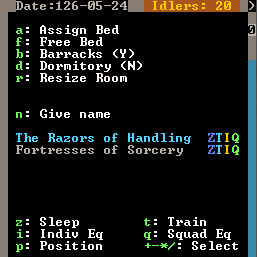 Date:126-05-24 Idlers: 20
a: Assign Bed
f: Free Bed
b: Barracks (Y)
d: Dormitory (N)
r: Resize Room
n: Give name
The Razors of Handling ZTIQ
Fortresses of Sorcery ZTIQ
z: Sleep t: Train
i: Indiv Eq q: Squad Eq
p: Position +-*/: Select